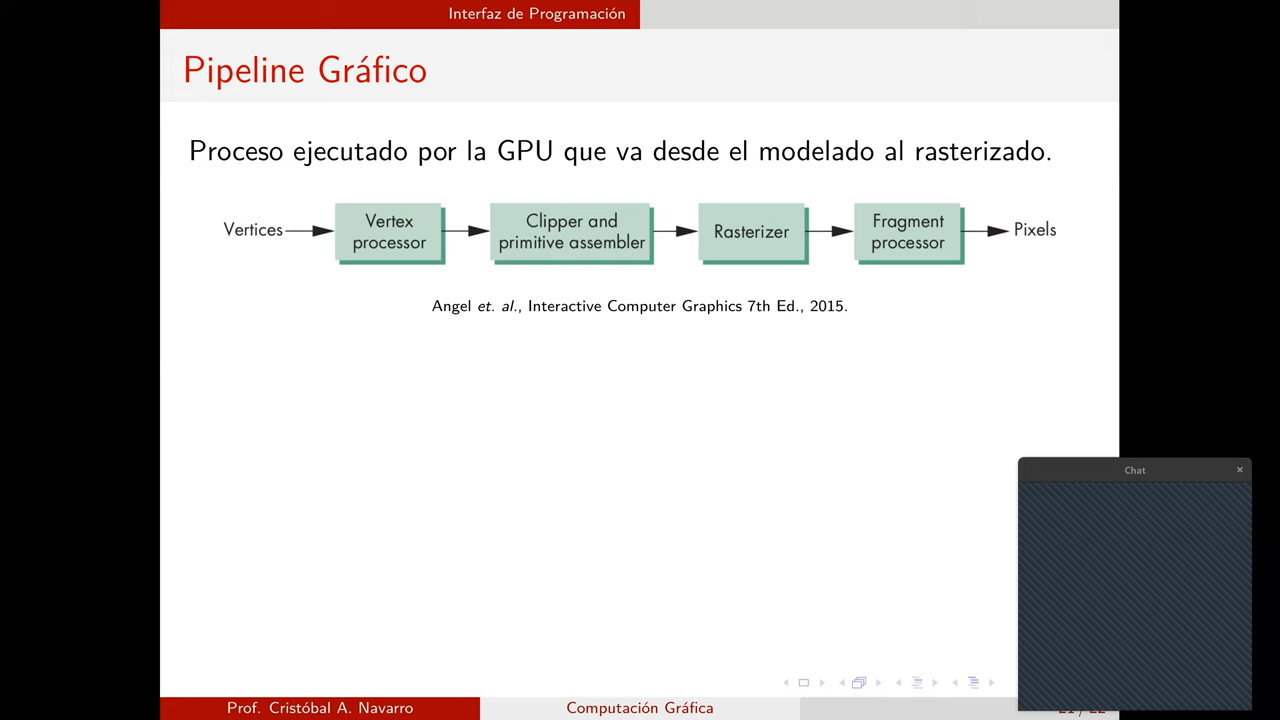 Interfaz de Programación
Pipeline Gráfico
Proceso ejecutado por la GPU que va desde el modelado al rasterizado.
Vertices
Vertex
processor
Clipper and
primitive assembler
Rasterizer
Fragment
processor
Pixels
Angel et. al., Interactive Computer Graphics 7th Ed., 2015.
Chat
Prof. Cristóbal A. Navarro
Computación Gráfica